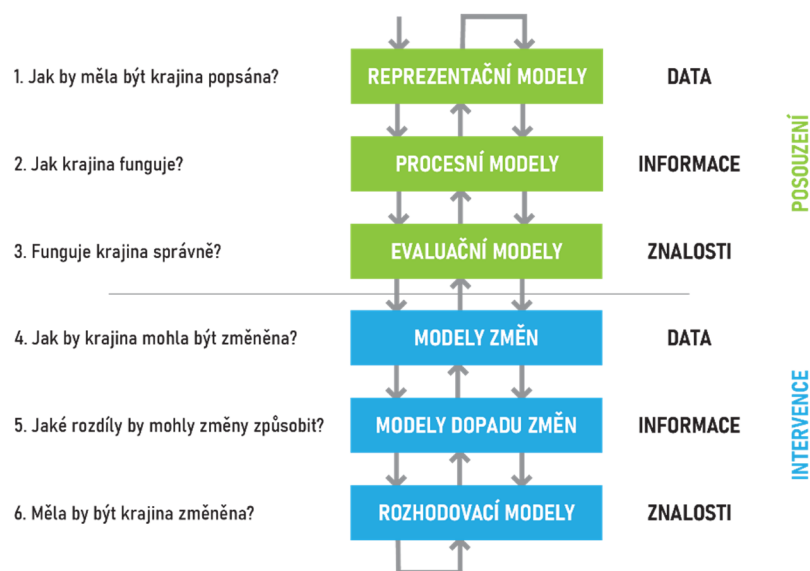 1. Jak by měla být krajina popsána? REPREZENTAČNÍ MODELY DATA
2. Jak krajina funguje? PROCESNÍ MODELY INFORMACE
3. Funguje krajina správně? EVALUAČNÍ MODELY ZNALOSTI
POSOUZENÍ
4. Jak by krajina mohla být změněna? MODELY ZMĚN DATA
5. Jaké rozdíly by mohly změny způsobit? MODELY DOPADU ZMĚN INFORMACE
6. Měla by být krajina změněna? ROZHODOVACÍ MODELY ZNALOSTI
INTERVENCE